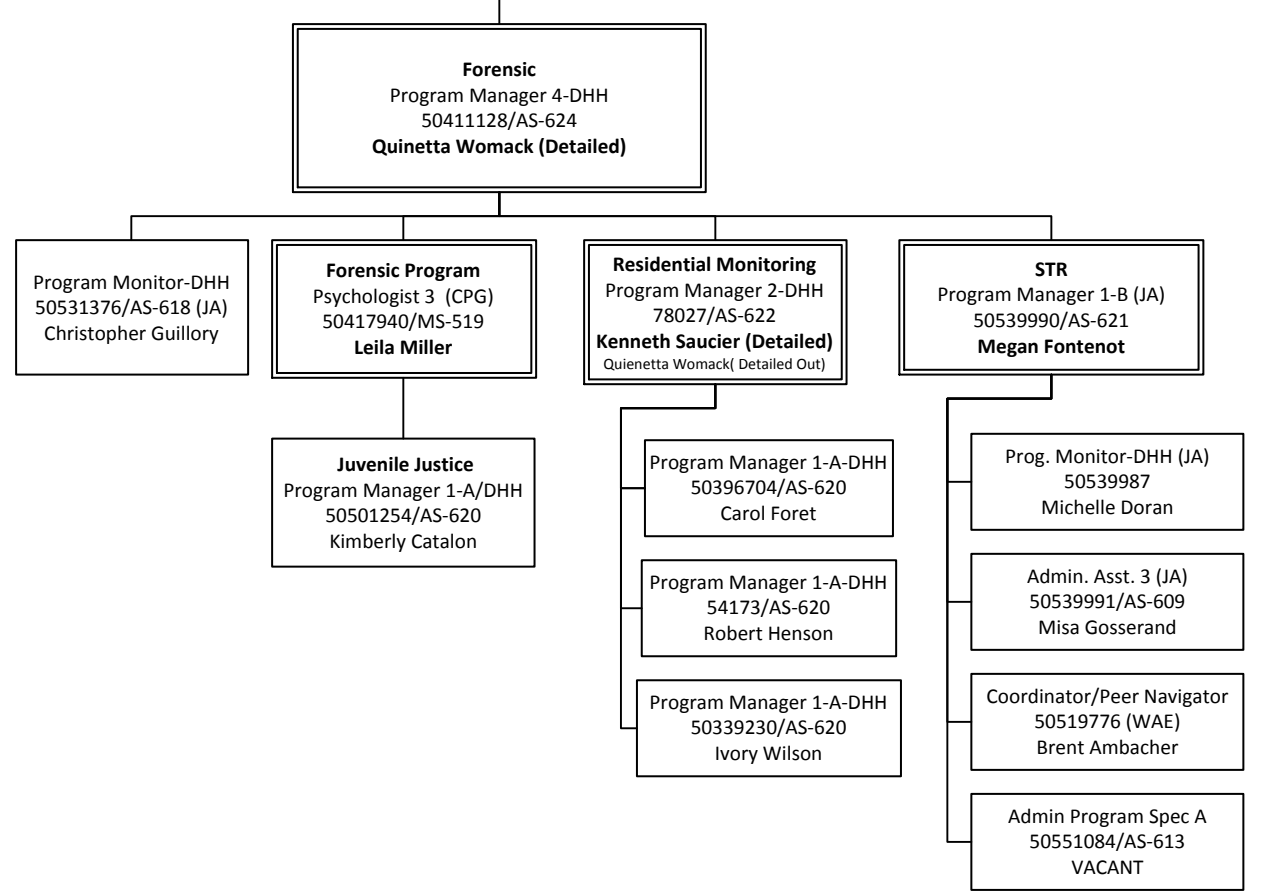 Forensic
Program Manager 4-DHH
50411128/AS-624
Quinetta Womack (Detailed)
Program Monitor-DHH
50531376/AS-618 (JA)
Christopher Guillory
Forensic Program
Psychologist 3 (CPG)
50417940/MS-519
Leila Miller
Juvenile Justice
Program Manager 1-A/DHH
50501254/AS-620
Kimberly Catalon
Residential Monitoring
Program Manager 2-DHH
78027/AS-622
Kenneth Saucier (Detailed)
Quienetta Womack( Detailed Out)
Program Manager 1-A-DHH
50396704/AS-620
Carol Foret
Program Manager 1-A-DHH
54173/AS-620
Robert Henson
Program Manager 1-A-DHH
50339230/AS-620
Ivory Wilson
STR
Program Manager 1-B (JA)
50539990/AS-621
Megan Fontenot
Prog. Monitor-DHH (JA)
50539987
Michelle Doran
Admin. Asst. 3 (JA)
50539991/AS-609
Misa Gosserand
Coordinator/Peer Navigator
50519776 (WAE)
Brent Ambacher
Admin Program Spec A
50551084/AS-613
VACANT